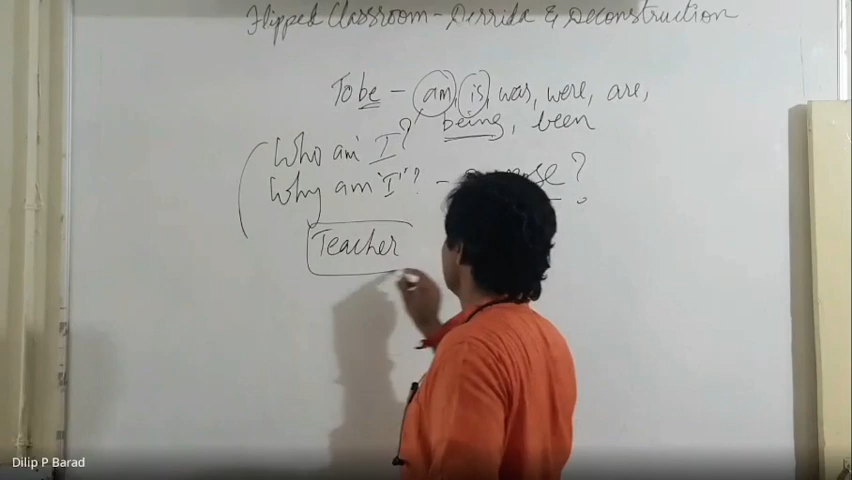 Flipped Classroom - Derrida & Deconstruction
To be - am, is, was, were, are,
being, been
Who am I?
Why am 'I'? - ?
Teacher
Dilip P Barad